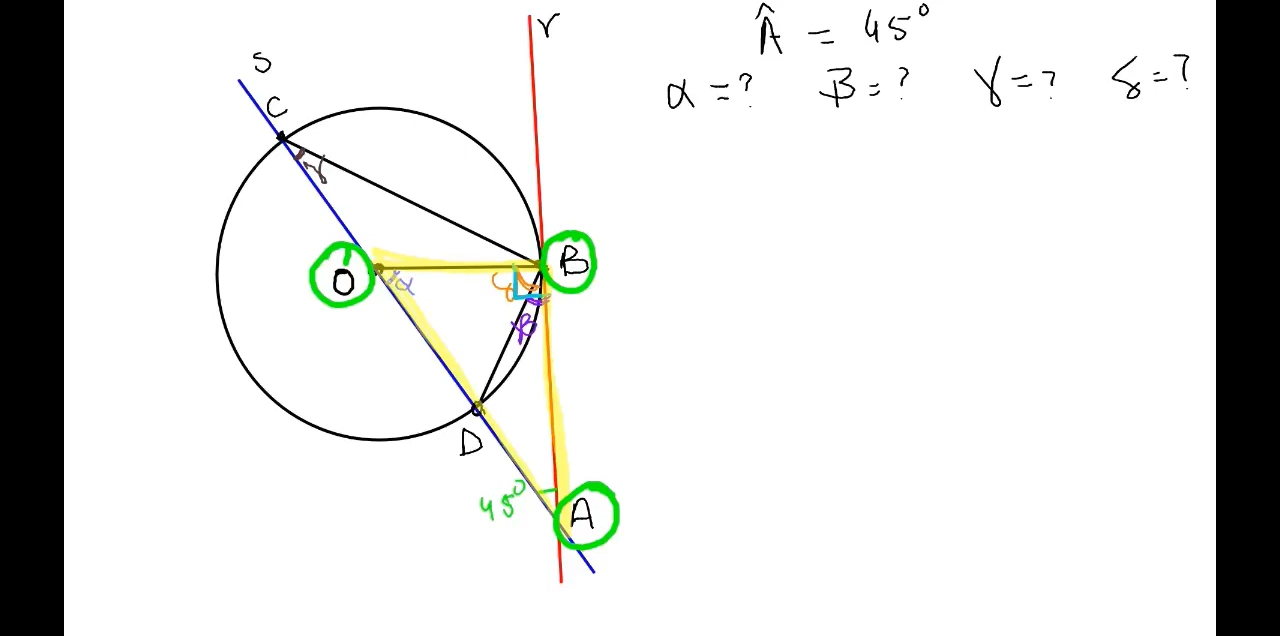 r
Â = 45°
s
α = ? β = ? γ = ? δ = ?
C
γ
B
O
α
δ
β
D
45°
A